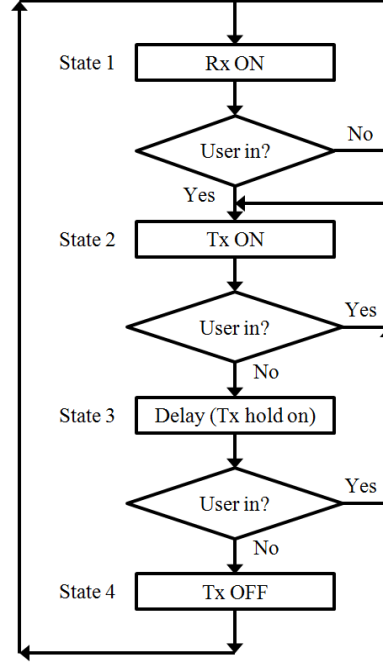 State 1
Rx ON
User in?
No
Yes
State 2
Tx ON
User in?
Yes
No
State 3
Delay (Tx hold on)
User in?
Yes
No
State 4
Tx OFF